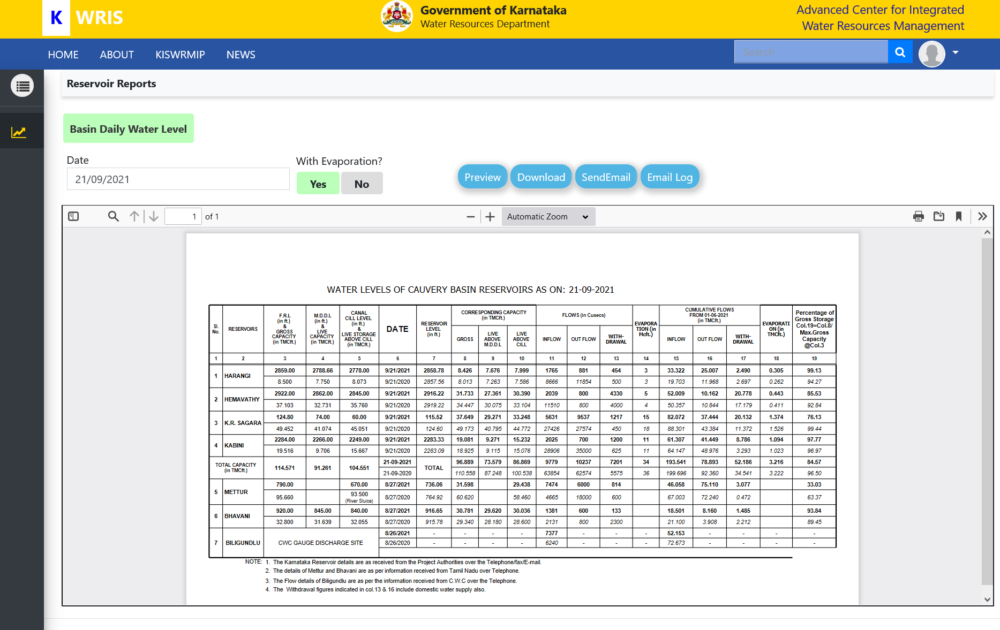 K WRIS
Government of Karnataka
Water Resources Department
Advanced Center for Integrated
Water Resources Management
HOME ABOUT KISWRMIP NEWS
Search
Reservoir Reports
Basin Daily Water Level
Date
21/09/2021
With Evaporation?
Yes No
Preview Download SendEmail Email Log
1 of 1
Automatic Zoom
WATER LEVELS OF CAUVERY BASIN RESERVOIRS AS ON: 21-09-2021
Sl. No. RESERVOIRS F.R.L (in ft.) & GROSS CAPACITY (in TMCft.) M.D.D.L (in ft.) & LIVE CAPACITY (in TMCft.) CANAL CILL LEVEL (in ft.) & LIVE STORAGE ABOVE CILL (in TMCft.) DATE RESERVOIR LEVEL (in ft.) CORRESPONDING CAPACITY (in TMCft.) FLOWS (in Cusecs) EVAPORA TION (in Mcft.) CUMULATIVE FLOWS FROM 01-06-2021 (in TMCft.) EVAPORATI ON (in TMCft.) Percentage of Gross Storage Col.19=Col.8/ Max.Gross Capacity @Col.3
GROSS LIVE ABOVE M.D.D.L LIVE ABOVE CILL INFLOW OUT FLOW WITH-DRAWAL INFLOW OUT FLOW WITH-DRAWAL
1 2 3 4 5 6 7 8 9 10 11 12 13 14 15 16 17 18 19
1 HARANGI 2859.00 2788.66 2778.00 9/21/2021 2858.78 8.426 7.676 7.999 1765 881 454 3 33.322 25.007 2.490 0.305 99.13
8.500 7.750 8.073 9/21/2020 2857.56 8.013 7.263 7.586 8666 11854 500 3 19.703 11.968 2.697 0.262 94.27
2 HEMAVATHY 2922.00 2862.00 2845.00 9/21/2021 2916.22 31.733 27.361 30.390 2039 800 4330 5 52.009 10.162 20.778 0.443 85.53
37.103 32.731 35.760 9/21/2020 2919.22 34.447 30.075 33.104 11510 800 4000 4 50.357 10.844 17.179 0.411 92.84
3 K.R. SAGARA 124.80 74.00 60.00 9/21/2021 115.52 37.649 29.271 33.248 5631 9537 1217 15 82.072 37.444 20.132 1.374 76.13
49.452 41.074 45.051 9/21/2020 124.60 49.173 40.795 44.772 27426 27574 450 18 88.301 43.384 11.372 1.526 99.44
4 KABINI 2284.00 2266.00 2249.00 9/21/2021 2283.33 19.081 9.271 15.232 2025 700 1200 11 61.307 41.449 8.786 1.094 97.77
19.516 9.706 15.667 9/21/2020 2283.09 18.925 9.115 15.076 28906 35000 625 11 64.147 48.976 3.293 1.023 96.97
TOTAL CAPACITY (in TMCft.) 114.571 91.261 104.551 21-09-2021 TOTAL 96.889 73.579 86.869 9779 10237 7201 34 193.541 78.893 52.186 3.216 84.57
21-09-2020 110.558 87.248 100.538 63854 62574 5575 36 199.696 92.360 34.541 3.222 96.50
5 METTUR 790.00 670.00 8/27/2021 736.06 31.598 29.438 7474 6000 814 46.058 75.110 3.077 33.03
95.660 93.500 (River Sluice) 8/27/2020 764.92 60.620 58.460 4665 18000 600 67.003 72.240 0.472 63.37
6 BHAVANI 920.00 845.00 840.00 8/27/2021 916.65 30.781 29.620 30.036 1381 600 133 18.501 8.160 1.485 93.84
32.800 31.639 32.055 8/27/2020 915.78 29.340 28.180 28.600 2131 800 2300 21.100 3.908 2.212 89.45
7 BILIGUNDLU CWC GAUGE DISCHARGE SITE 8/26/2021 - - - - 7377 - - - 52.153 - - - -
8/26/2020 - - - - 6240 - - - 72.673 - - - -
NOTE: 1. The Karnataka Reservoir details are as received from the Project Authorities over the Telephone/fax/E-mail.
2. The details of Mettur and Bhavani are as per information received from Tamil Nadu over Telephone.
3. The Flow details of Biligundlu are as per the information received from C.W.C over the Telephone.
4. The Withdrawal figures indicated in col.13 & 16 include domestic water supply also.